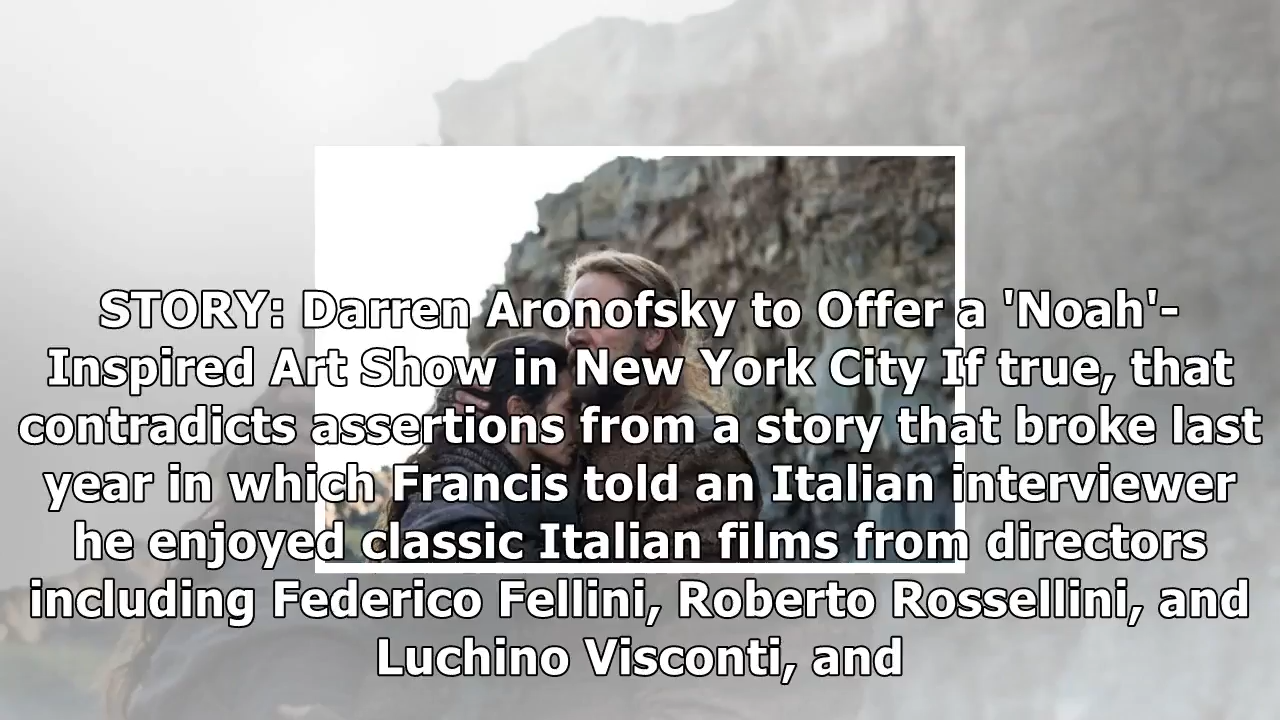 STORY: Darren Aronofsky to Offer a 'Noah'-
Inspired Art Show in New York City If true, that
contradicts assertions from a story that broke last
year in which Francis told an Italian interviewer
he enjoyed classic Italian films from directors
including Federico Fellini, Roberto Rossellini, and
Luchino Visconti, and